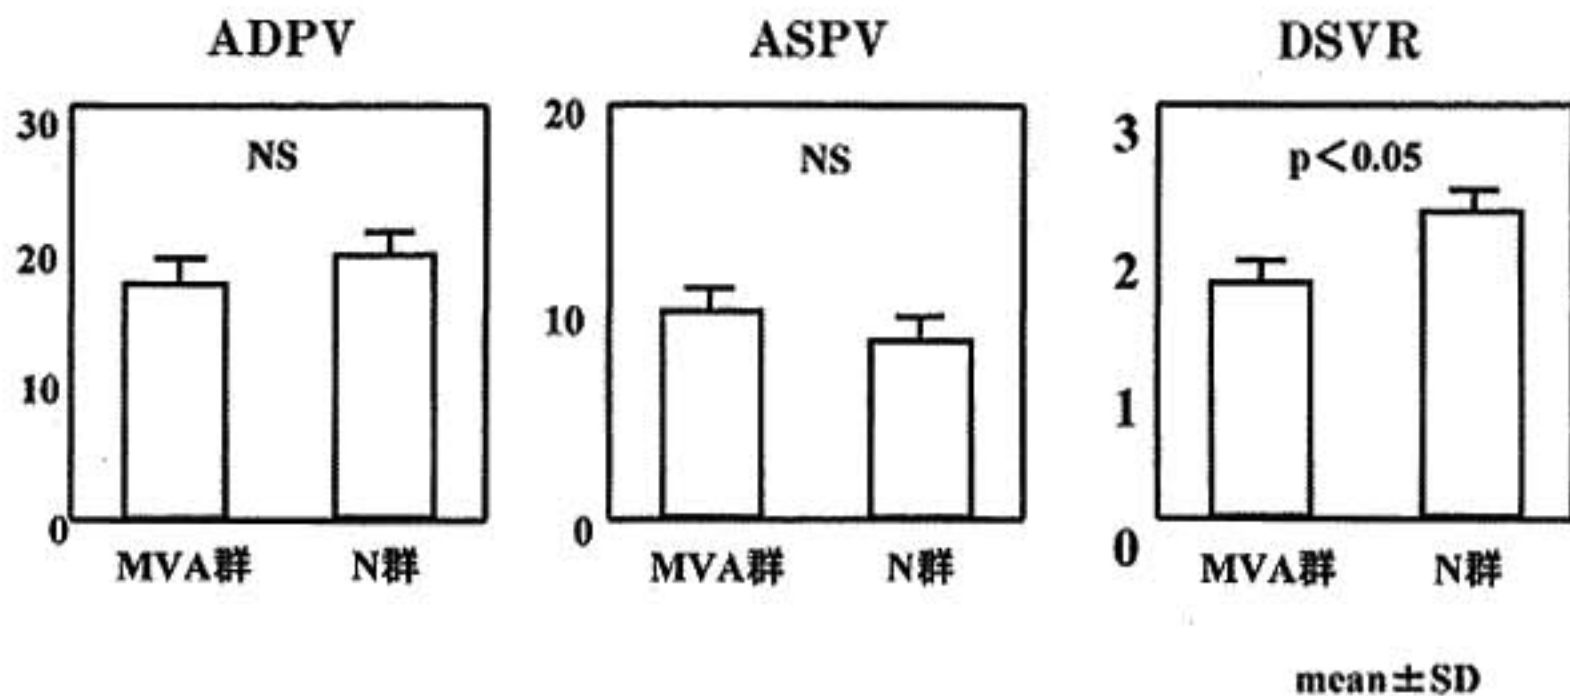 ADPV
30
NS
20
10
0
MVA群 N群
ASPV
20
NS
10
0
MVA群 N群
DSVR
3
p<0.05
2
1
0
MVA群 N群
mean±SD